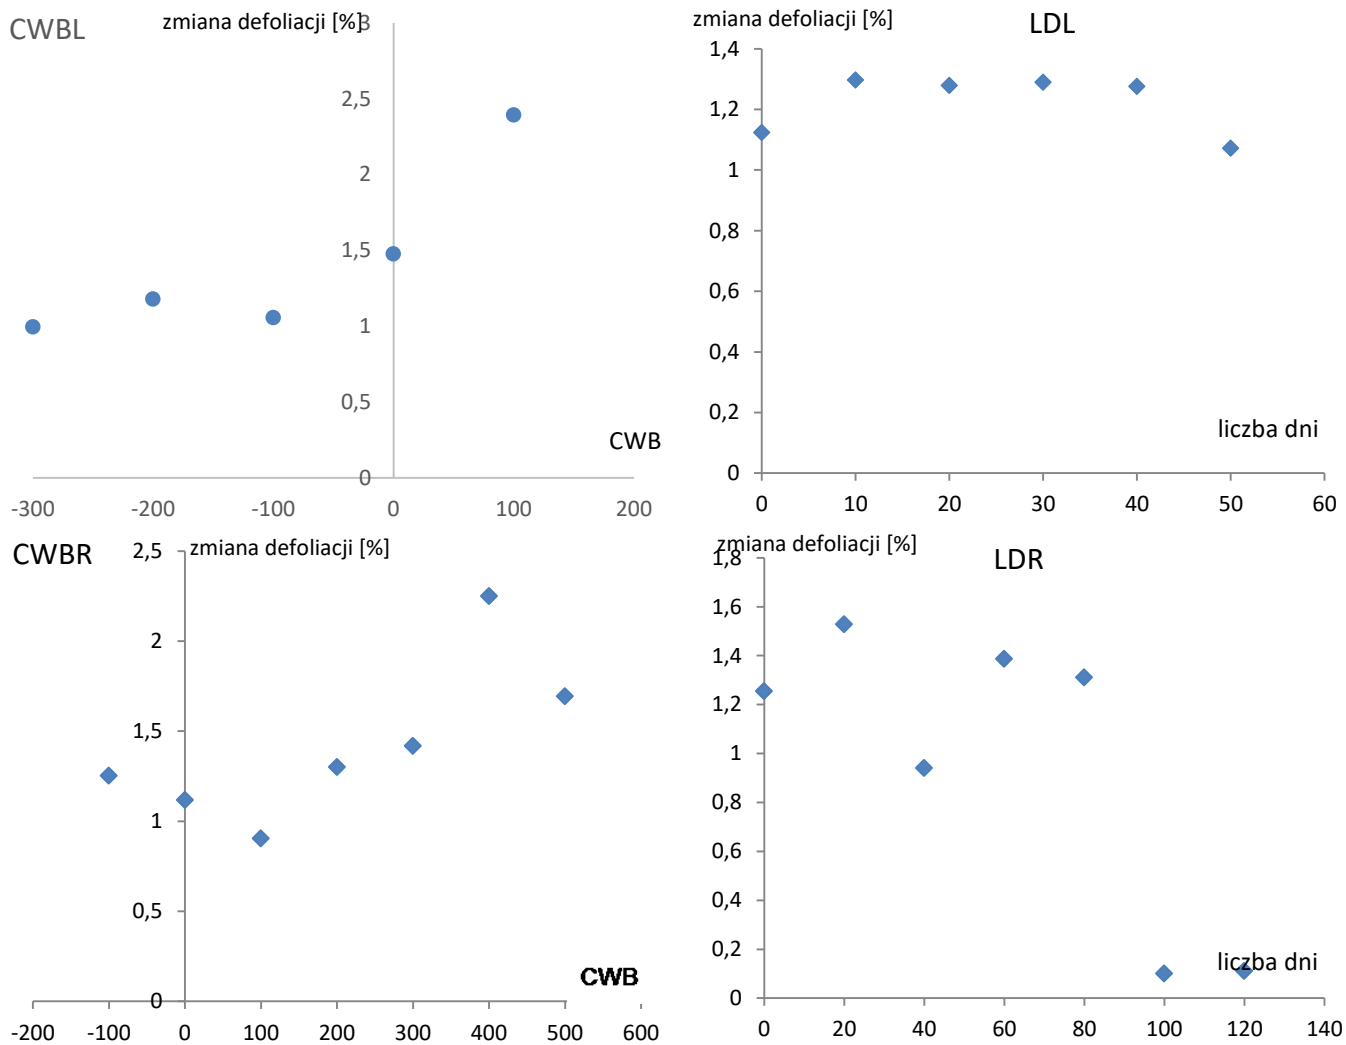 CWBL
zmiana defoliacji [%]
3
2,5
2
1,5
1
0,5
0
CWB
-300 -200 -100 0 100 200
zmiana defoliacji [%]
LDL
1,4
1,2
1
0,8
0,6
0,4
0,2
0
liczba dni
0 10 20 30 40 50 60
CWBR
zmiana defoliacji [%]
2,5
2
1,5
1
0,5
0
CWB
-200 -100 0 100 200 300 400 500 600
zmiana defoliacji [%]
LDR
1,8
1,6
1,4
1,2
1
0,8
0,6
0,4
0,2
0
liczba dni
0 20 40 60 80 100 120 140